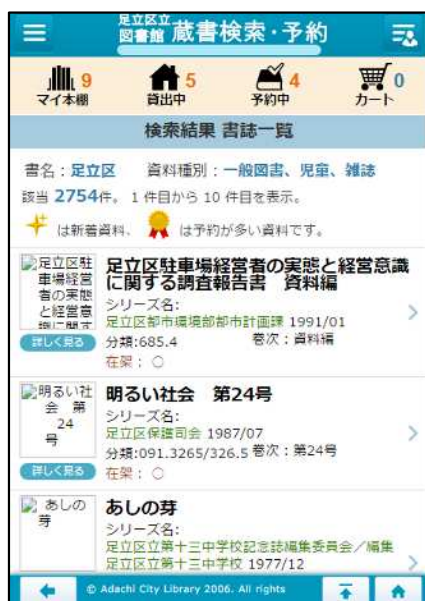 足立区立
図書館 蔵書検索・予約
9 5 4 0
マイ本棚 貸出中 予約中 カート
検索結果 書誌一覧
書名：足立区 資料種別：一般図書、児童、雑誌
該当 2754件。 1 件目から 10 件目を表示。
は新着資料、 は予約が多い資料です。
足立区駐
車場経営
者の実態
と経営意
識に関す
詳しく見る
足立区駐車場経営者の実態と経営意識
に関する調査報告書 資料編
シリーズ名:
足立区都市環境部都市計画課 1991/01
分類:685.4 巻次：資料編
在架： ○
明るい社
会 第
24
号
詳しく見る
明るい社会 第24号
シリーズ名:
足立区保護司会 1987/07
分類:091.3265/326.5 巻次：第24号
在架： ○
あしの
芽
あしの芽
シリーズ名:
足立区立第十三中学校記念誌編集委員会／編集
足立区立第十三中学校 1977/12
© Adachi City Library 2006. All rights